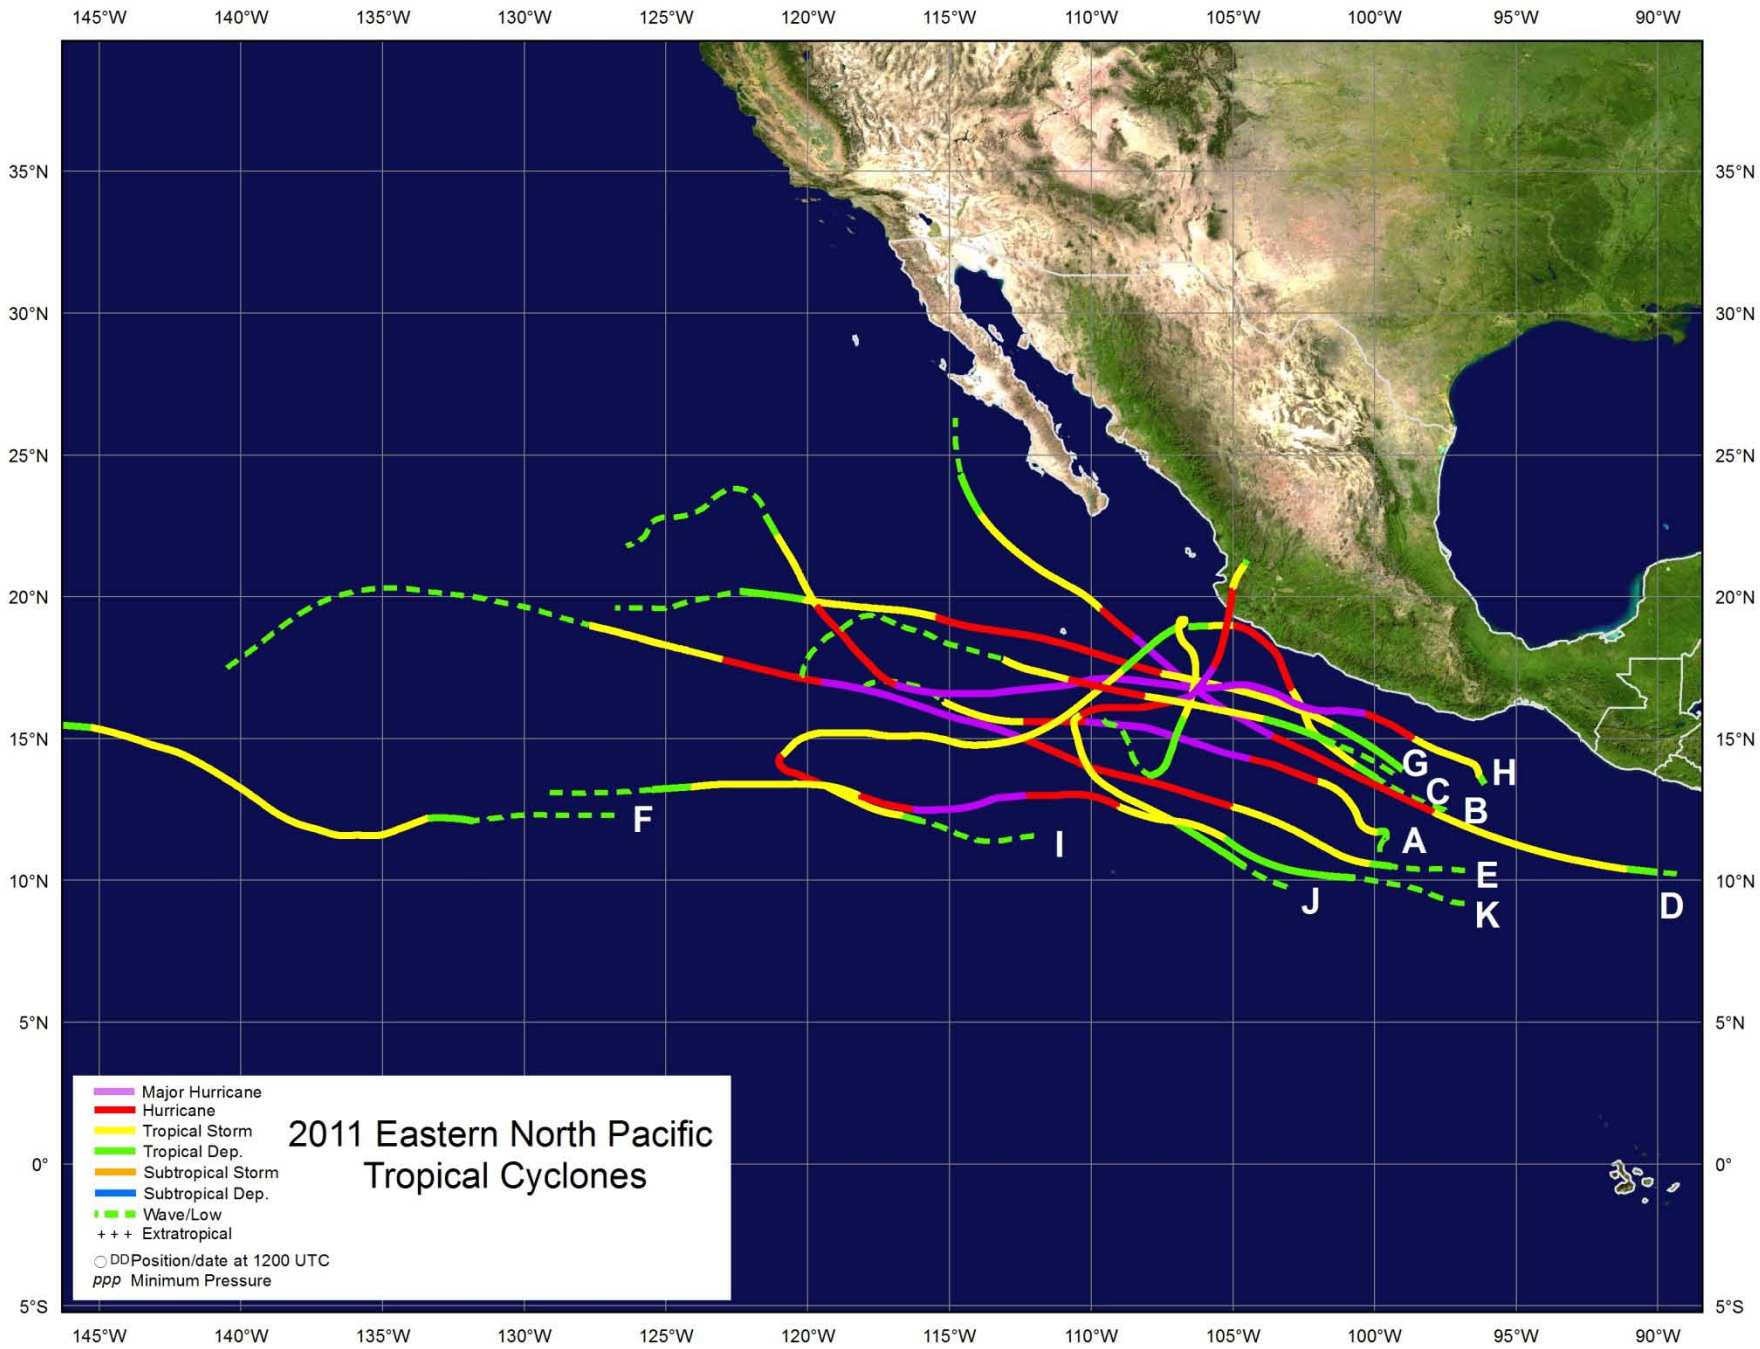 145°W 140°W 135°W 130°W 125°W 120°W 115°W 110°W 105°W 100°W 95°W 90°W
35°N 35°N
30°N 30°N
25°N 25°N
20°N 20°N
15°N 15°N
G
H
C
B
F
A
I
E
10°N 10°N
J
D
K
5°N 5°N
Major Hurricane
Hurricane
Tropical Storm
Tropical Dep.
Subtropical Storm
Subtropical Dep.
Wave/Low
+ + + Extratropical
DD Position/date at 1200 UTC
ppp Minimum Pressure
2011 Eastern North Pacific
Tropical Cyclones
0° 0°
5°S 5°S
145°W 140°W 135°W 130°W 125°W 120°W 115°W 110°W 105°W 100°W 95°W 90°W